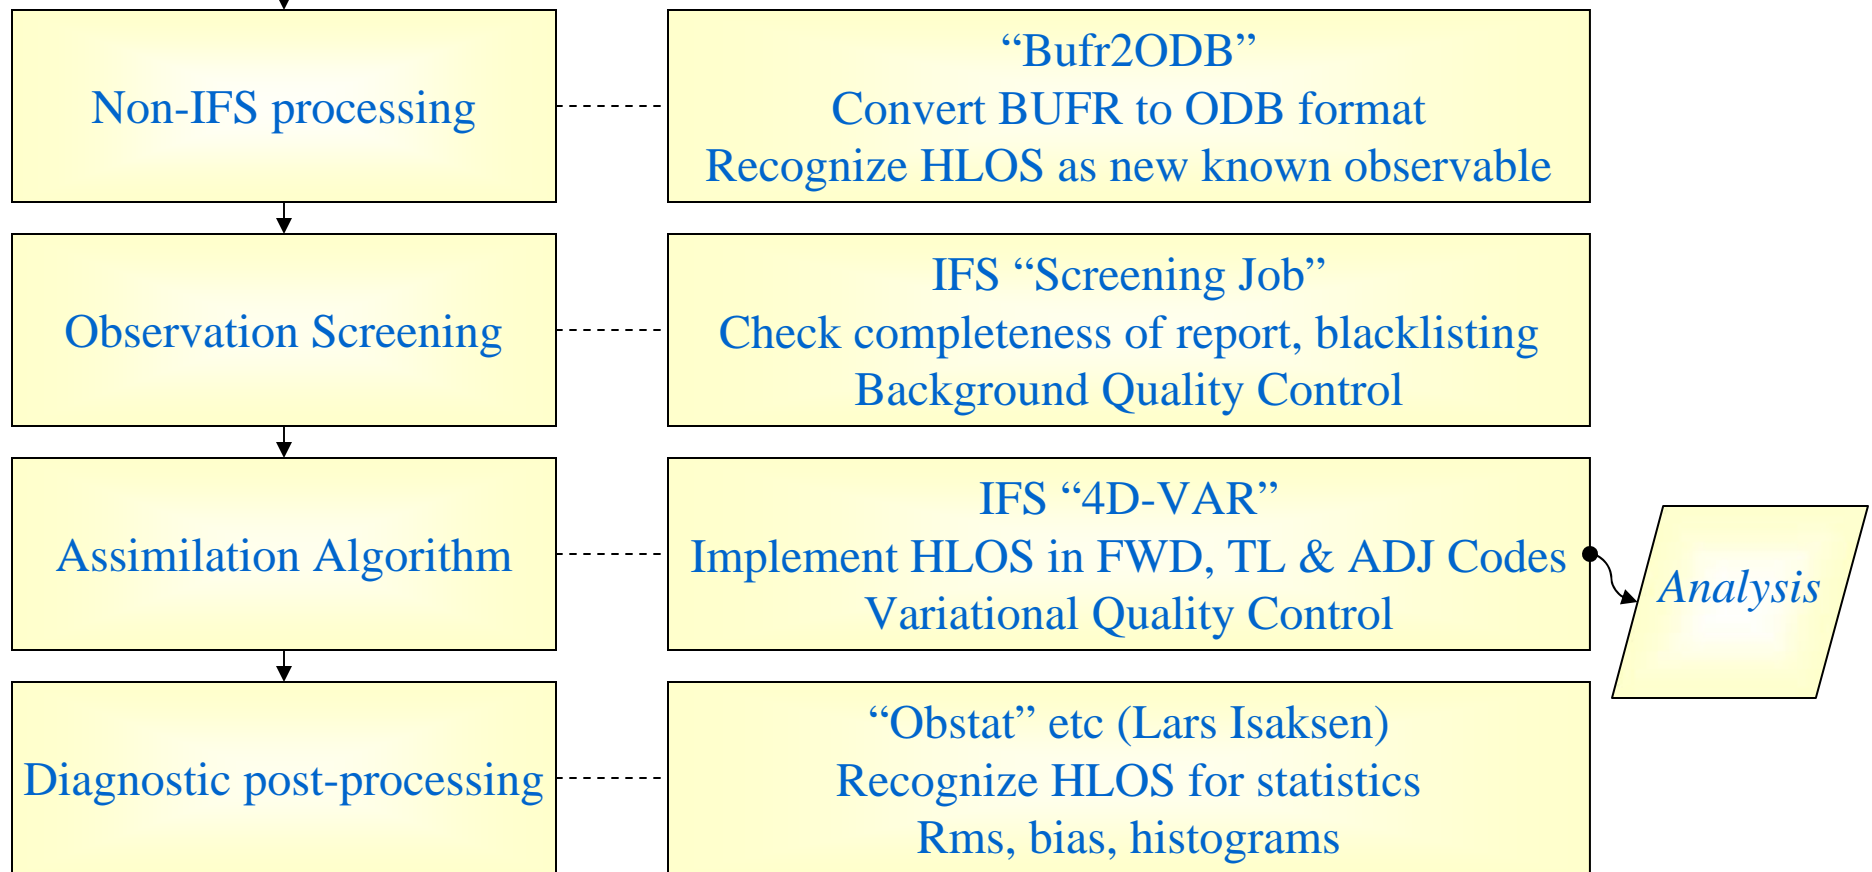 Non-IFS processing
“Bufr2ODB”
Convert BUFR to ODB format
Recognize HLOS as new known observable
Observation Screening
IFS “Screening Job”
Check completeness of report, blacklisting
Background Quality Control
Assimilation Algorithm
IFS “4D-VAR”
Implement HLOS in FWD, TL & ADJ Codes
Variational Quality Control
Analysis
Diagnostic post-processing
“Obstat” etc (Lars Isaksen)
Recognize HLOS for statistics
Rms, bias, histograms